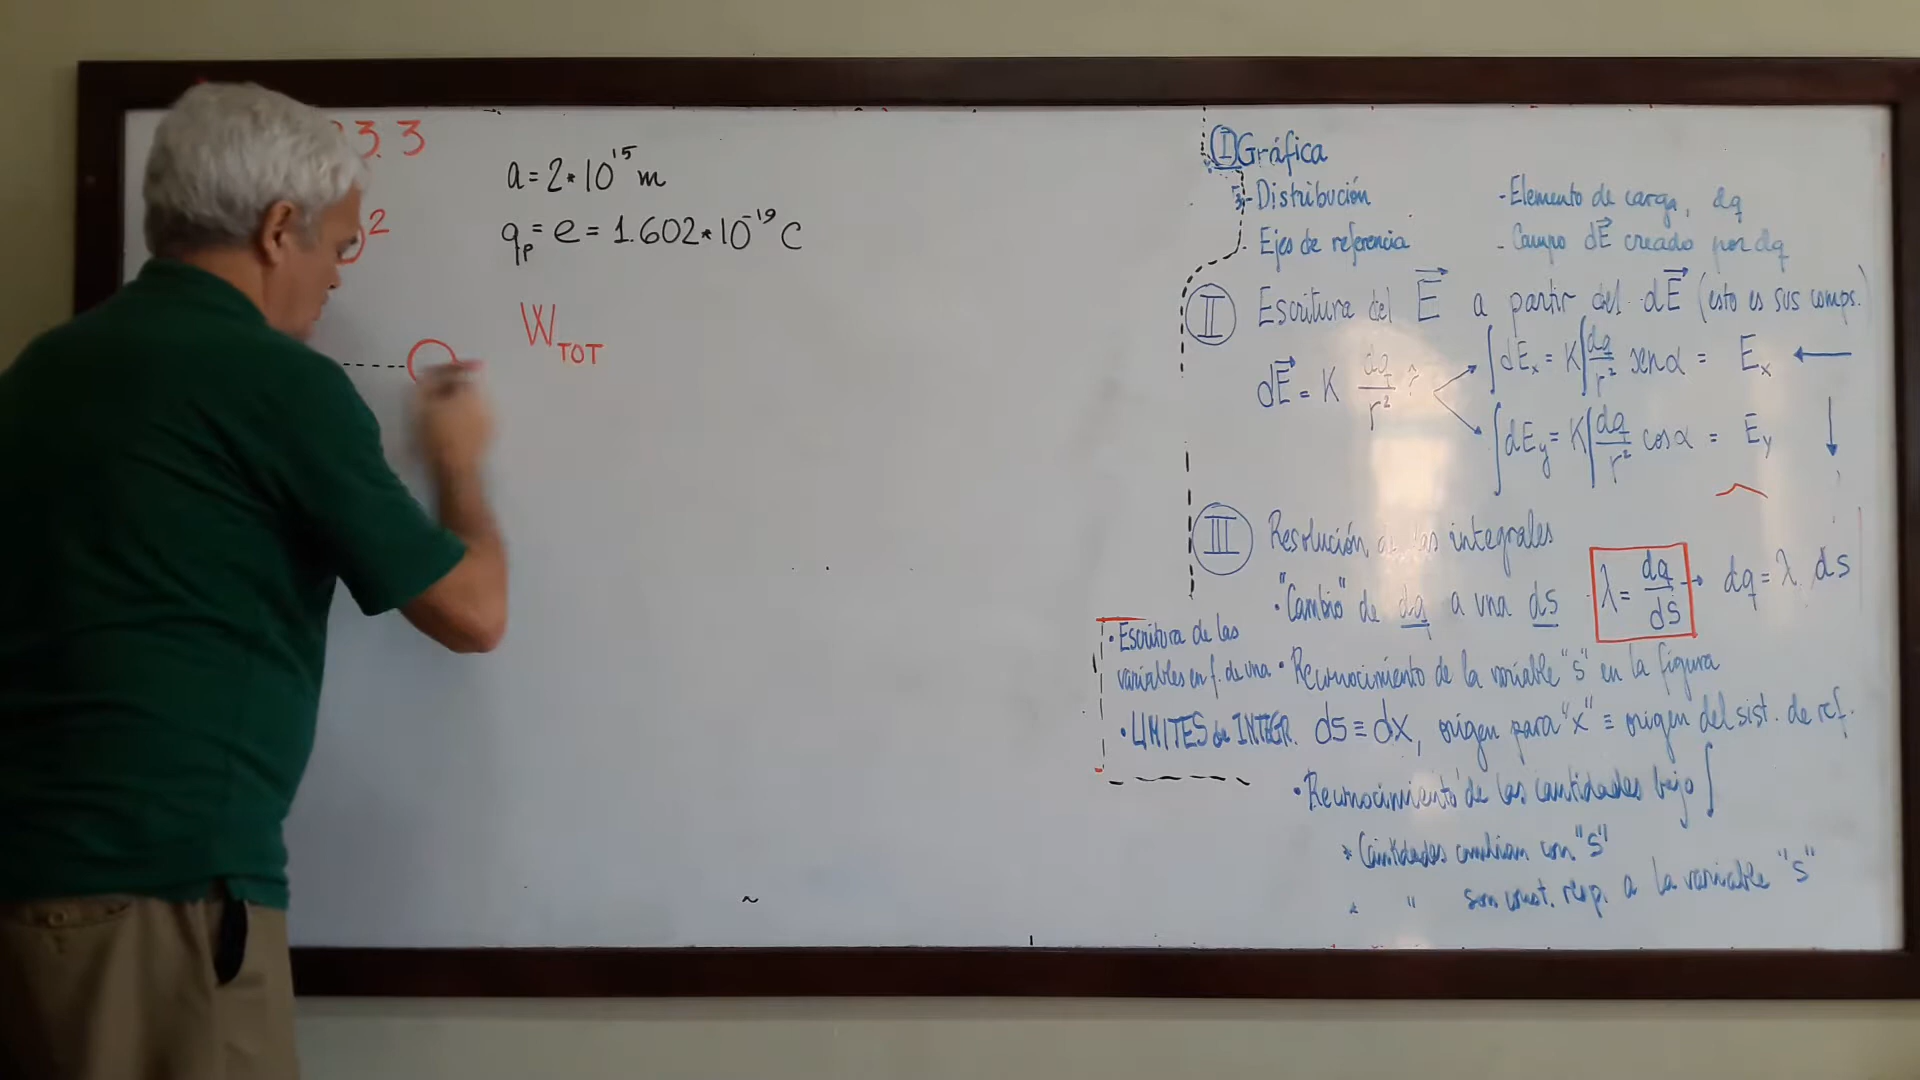 3.3
2
a = 2*10^15 m
q_p = e = 1.602*10^-19 C
W_TOT
I Gráfica
- Distribución
- Elemento de carga, dq
- Ejes de referencia
- Campo dE⃗ creado por dq
II Escritura del E⃗ a partir del dE⃗ (esto es sus comps.)
dE⃗ = K dq/r² r̂
∫dEx = K∫dq/r² senα = Ex
∫dEy = K∫dq/r² cosα = Ey
III Resolución de las integrales
• "Cambio" de dq a una ds
λ = dq/ds → dq = λ ds
• Escritura de las variables en f. de una
• Reconocimiento de la variable "s" en la figura
• LIMITES de INTEGR.
ds ≡ dx, origen para "x" ≡ origen del sist. de ref.
• Reconocimiento de las cantidades bajo ∫
* Cantidades cambian con "s"
* " son const. resp. a la variable "s"